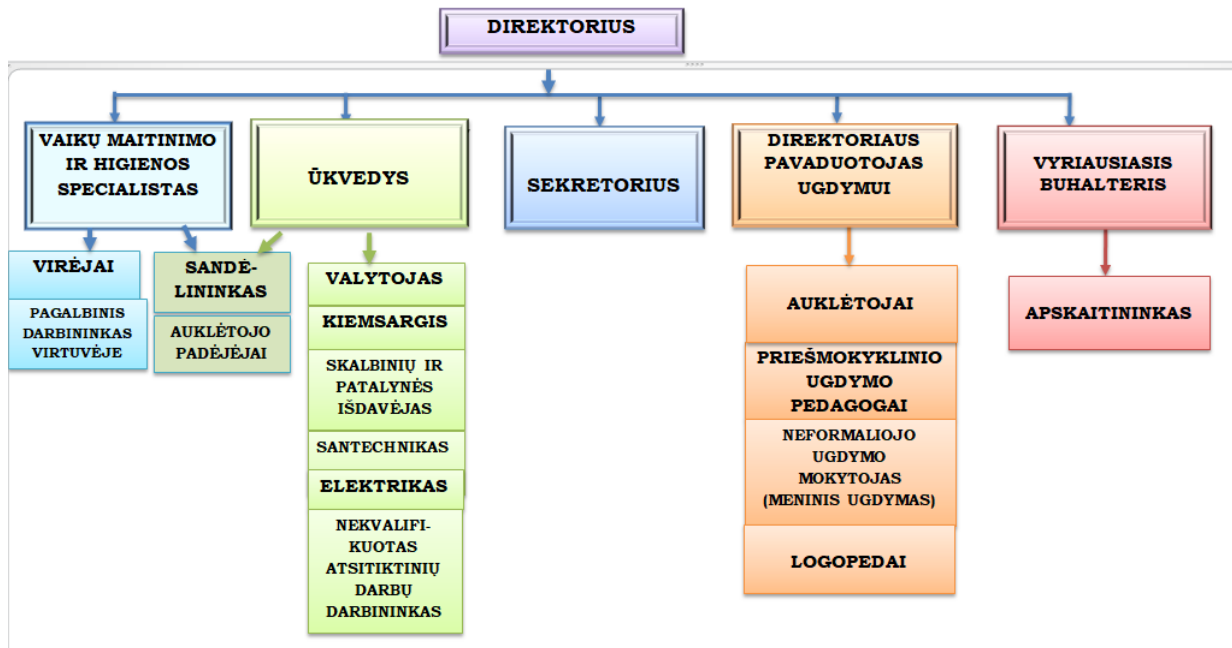 DIREKTORIUS
VAIKŲ MAITINIMO
IR HIGIENOS
SPECIALISTAS
ŪKVEDYS
SEKRETORIUS
DIREKTORIAUS
PAVADUOTOJAS
UGDYMUI
VYRIAUSIASIS
BUHALTERIS
VIRĖJAI
PAGALBINIS
DARBININKAS
VIRTUVĖJE
SANDĖ-
LININKAS
AUKLĖTOJO
PADĖJĖJAI
VALYTOJAS
KIEMSARGIS
SKALBINIŲ IR
PATALYNĖS
IŠDAVĖJAS
SANTECHNIKAS
ELEKTRIKAS
NEKVALIFI-
KUOTAS
ATSITIKTINIŲ
DARBŲ
DARBININKAS
AUKLĖTOJAI
PRIEŠMOKYKLINIO
UGDYMO
PEDAGOGAI
NEFORMALIOJO
UGDYMO
MOKYTOJAS
(MENINIS UGDYMAS)
LOGOPEDAI
APSKAITININKAS